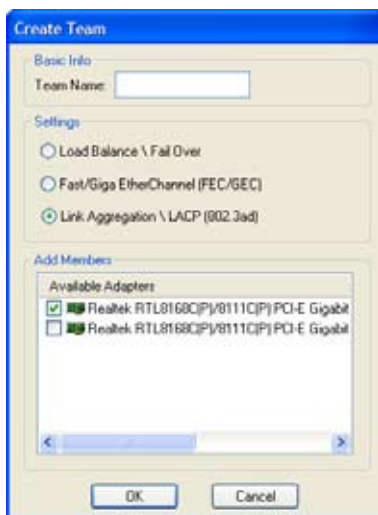 Create Team
Basic Info
Team Name:
Settings
Load Balance \ Fail Over
Fast/Giga EtherChannel (FEC/GEC)
Link Aggregation \ LACP (802.3ad)
Add Members
Available Adapters
Realtek RTL8168C(P)/8111C(P) PCI-E Gigabit
Realtek RTL8168C(P)/8111C(P) PCI-E Gigabit
OK
Cancel